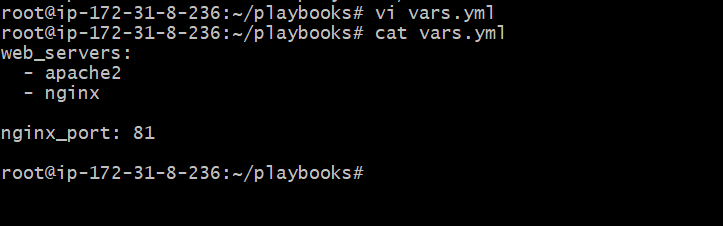 root@ip-172-31-8-236:~/playbooks# vi vars.yml
root@ip-172-31-8-236:~/playbooks# cat vars.yml
web_servers:
  - apache2
  - nginx

nginx_port: 81

root@ip-172-31-8-236:~/playbooks#